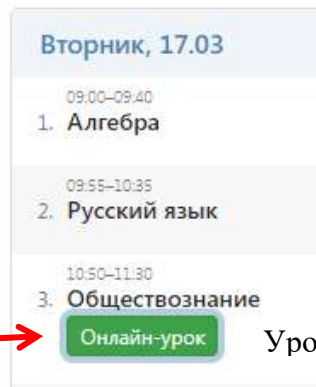 Вторник, 17.03
09:00–09:40
1. Алгебра
09:55–10:35
2. Русский язык
10:50–11:30
3. Обществознание
Онлайн-урок Уро